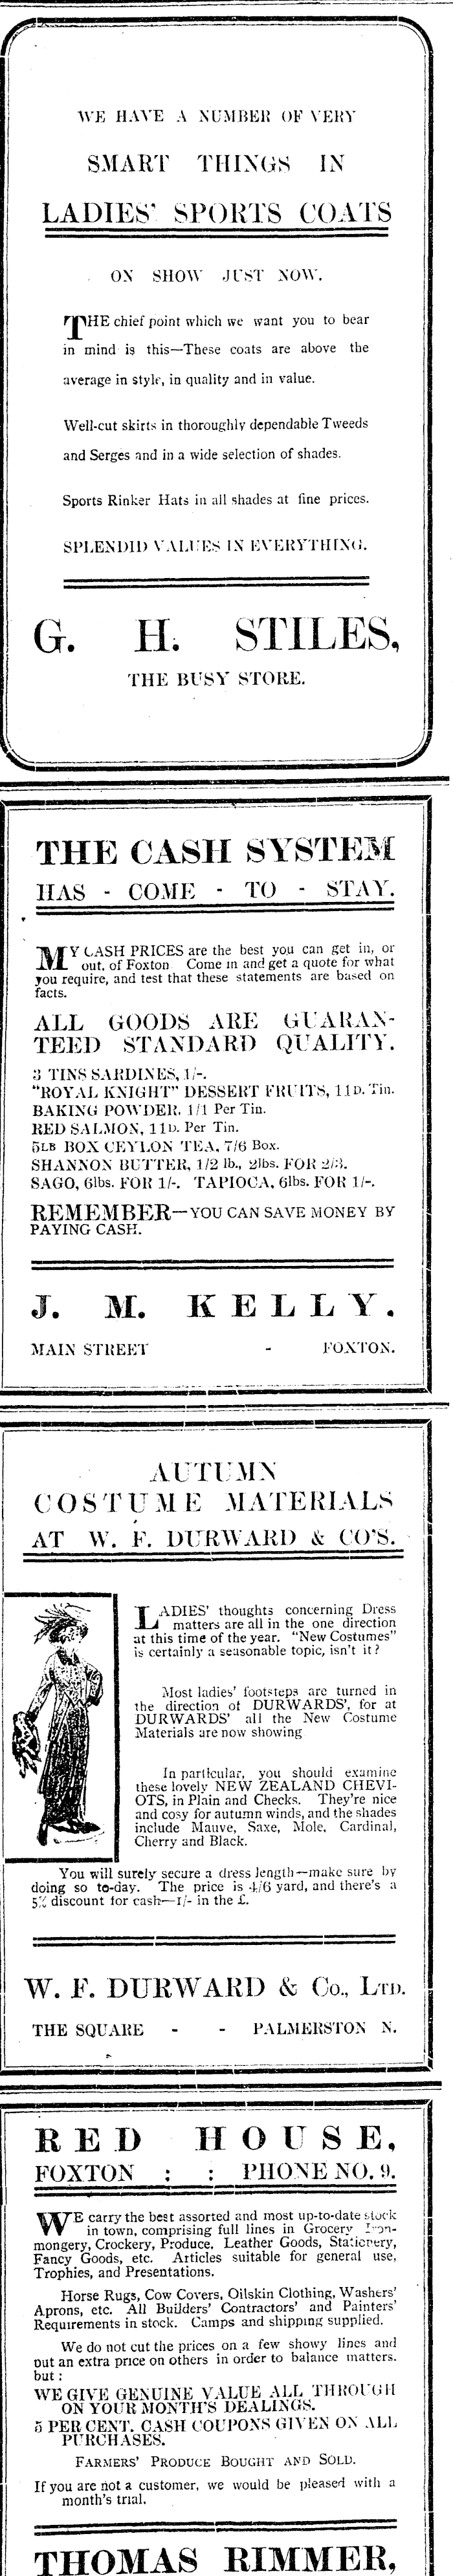 WE HAVE A NUMBER OF VERY
SMART THINGS IN
LADIES' SPORTS COATS
ON SHOW JUST NOW.
THE chief point which we want you to bear
in mind is this—These coats are above the
average in style, in quality and in value.
Well-cut skirts in thoroughly dependable Tweeds
and Serges and in a wide selection of shades.
Sports Rinker Hats in all shades at fine prices.
SPLENDID VALUES IN EVERYTHING.
G. H. STILES,
THE BUSY STORE.
THE CASH SYSTEM
HAS - COME - TO - STAY.
MY CASH PRICES are the best you can get in, or
out, of Foxton Come in and get a quote for what
you require, and test that these statements are based on
facts.
ALL GOODS ARE GUARAN-
TEED STANDARD QUALITY.
3 TINS SARDINES, 1/-.
"ROYAL KNIGHT" DESSERT FRUITS, 11D. Tin.
BAKING POWDER, 1/1 Per Tin.
RED SALMON, 11D. Per Tin.
5LB BOX CEYLON TEA, 7/6 Box.
SHANNON BUTTER, 1/2 lb., 2lbs. FOR 2/3.
SAGO, 6lbs. FOR 1/-. TAPIOCA, 6lbs. FOR 1/-.
REMEMBER—YOU CAN SAVE MONEY BY
PAYING CASH.
J. M. KELLY.
MAIN STREET - FOXTON.
AUTUMN
COSTUME MATERIALS
AT W. F. DURWARD & CO'S.
LADIES' thoughts concerning Dress
matters are all in the one direction
at this time of the year. "New Costumes"
is certainly a seasonable topic, isn't it?
Most ladies' footsteps are turned in
the direction of DURWARDS', for at
DURWARDS' all the New Costume
Materials are now showing
In particular, you should examine
these lovely NEW ZEALAND CHEVI-
OTS, in Plain and Checks. They're nice
and cosy for autumn winds, and the shades
include Mauve, Saxe, Mole, Cardinal,
Cherry and Black.
You will surely secure a dress length—make sure by
doing so to-day. The price is 4/6 yard, and there's a
5% discount for cash—1/- in the £.
W. F. DURWARD & Co., LTD.
THE SQUARE - - PALMERSTON N.
RED HOUSE,
FOXTON : : PHONE NO. 9.
WE carry the best assorted and most up-to-date stock
in town, comprising full lines in Grocery Iron-
mongery, Crockery, Produce, Leather Goods, Stationery,
Fancy Goods, etc. Articles suitable for general use,
Trophies, and Presentations.
Horse Rugs, Cow Covers, Oilskin Clothing, Washers'
Aprons, etc. All Builders' Contractors' and Painters'
Requirements in stock. Camps and shipping supplied.
We do not cut the prices on a few showy lines and
put an extra price on others in order to balance matters.
but:
WE GIVE GENUINE VALUE ALL THROUGH
ON YOUR MONTH'S DEALINGS.
5 PER CENT. CASH COUPONS GIVEN ON ALL
PURCHASES.
FARMERS' PRODUCE BOUGHT AND SOLD.
If you are not a customer, we would be pleased with a
month's trial.
THOMAS RIMMER,